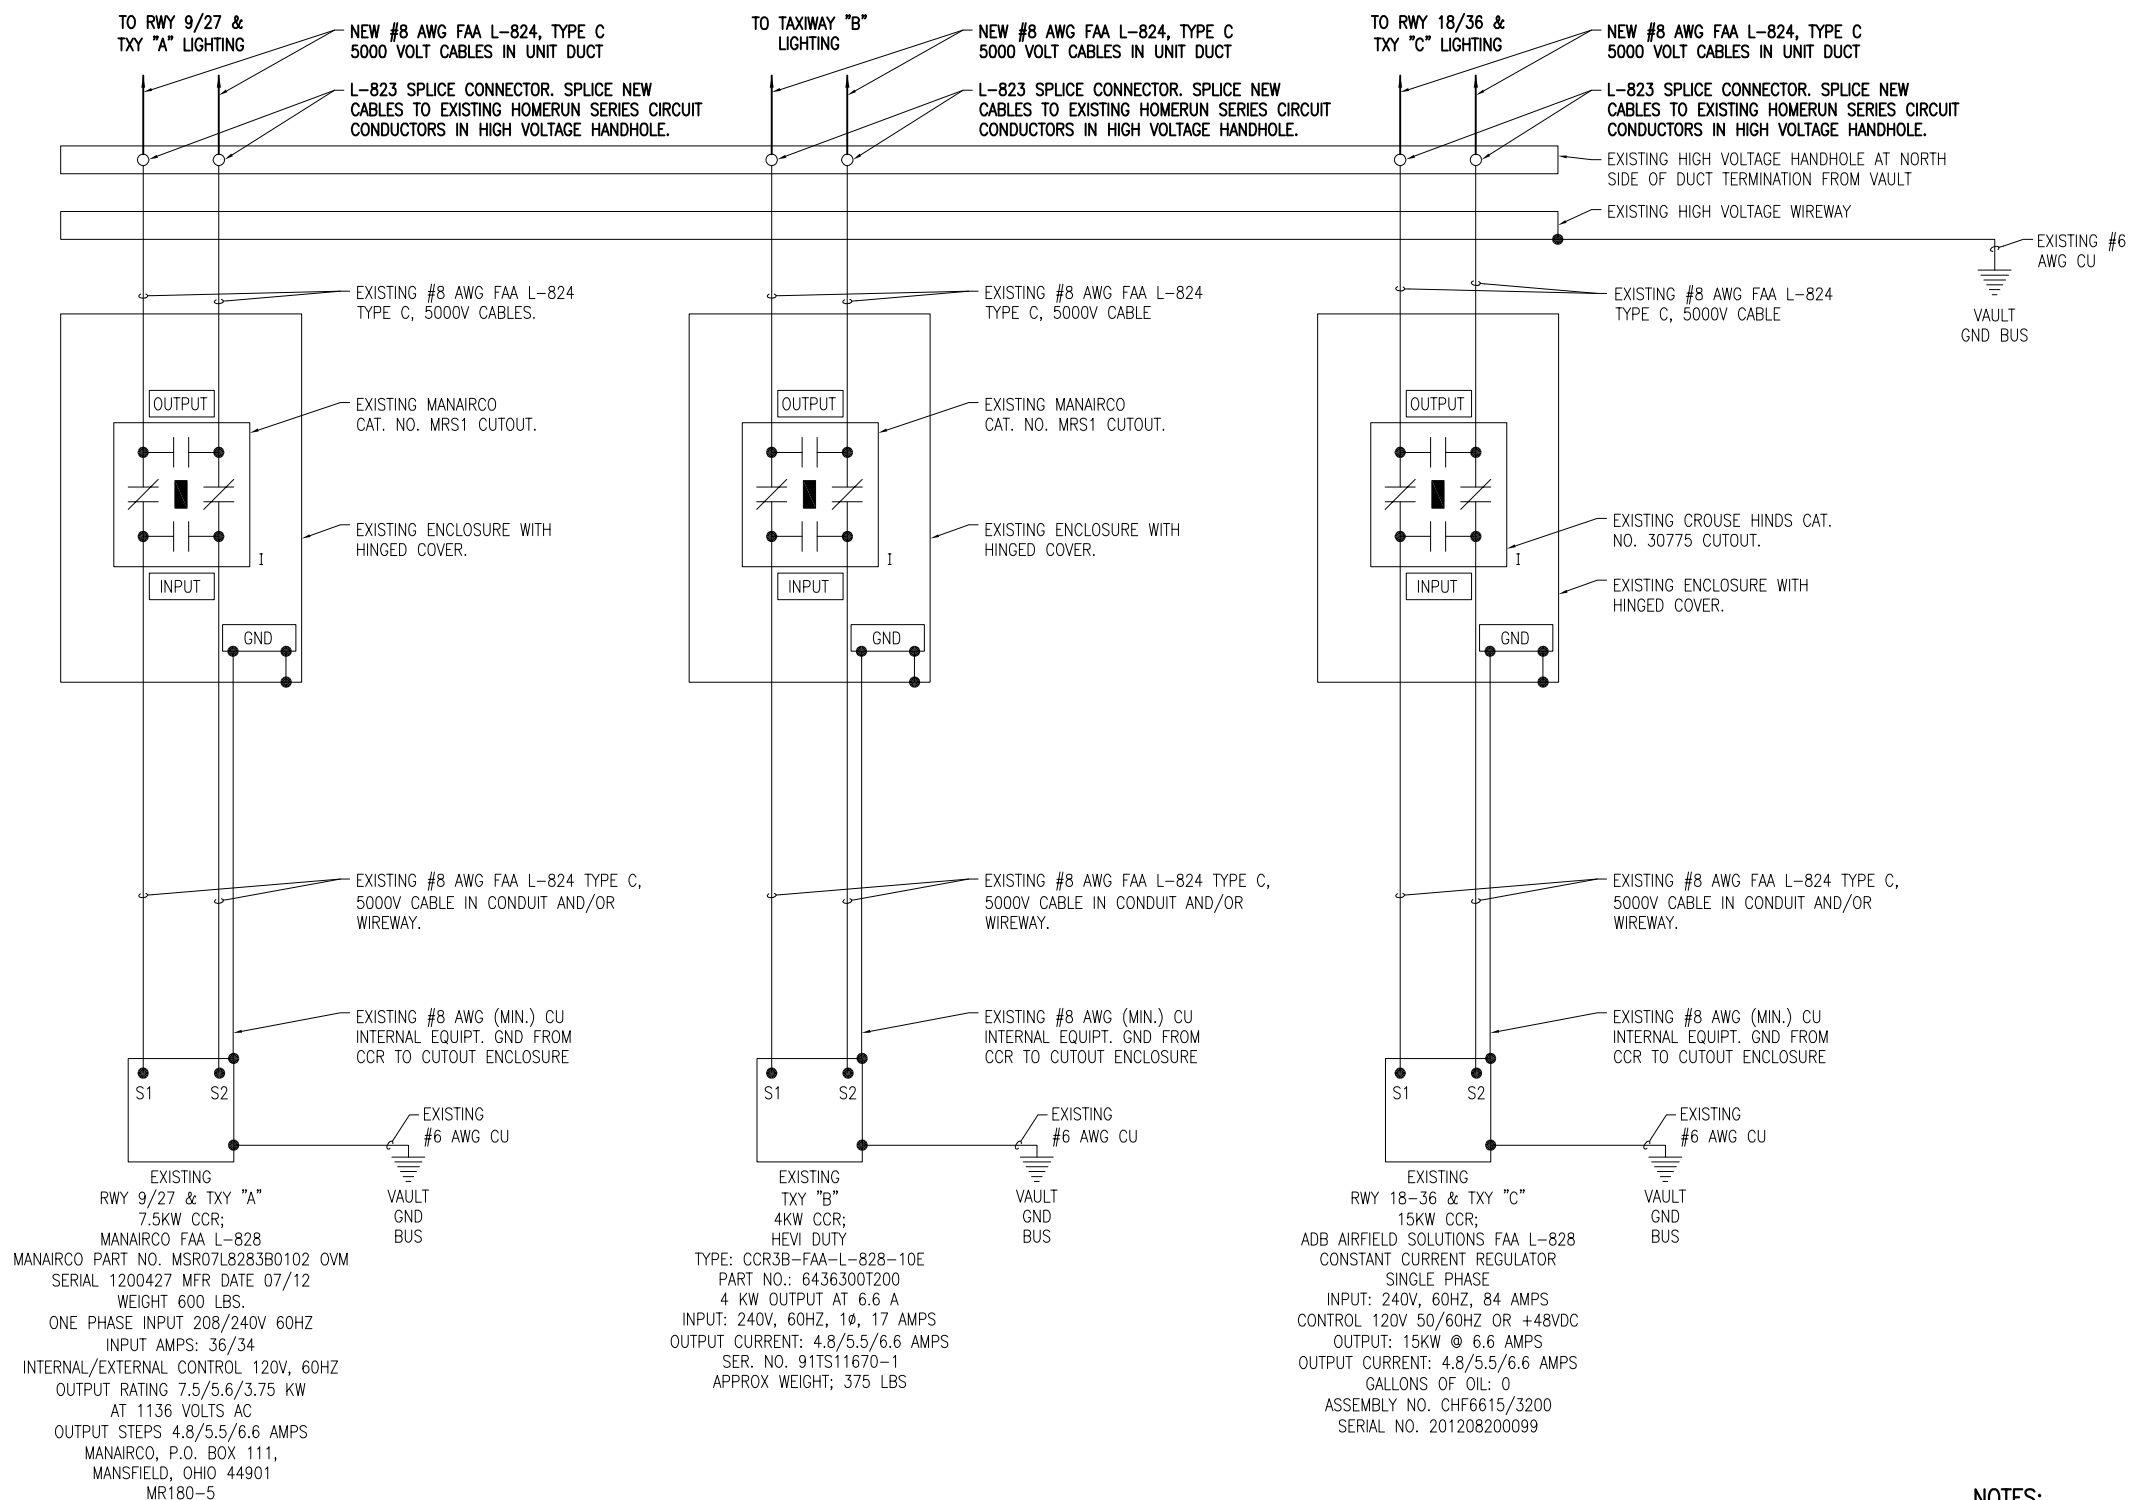 TO RWY 9/27 &
TXY "A" LIGHTING
NEW #8 AWG FAA L-824, TYPE C
5000 VOLT CABLES IN UNIT DUCT
L-823 SPLICE CONNECTOR. SPLICE NEW
CABLES TO EXISTING HOMERUN SERIES CIRCUIT
CONDUCTORS IN HIGH VOLTAGE HANDHOLE.
TO TAXIWAY "B"
LIGHTING
NEW #8 AWG FAA L-824, TYPE C
5000 VOLT CABLES IN UNIT DUCT
L-823 SPLICE CONNECTOR. SPLICE NEW
CABLES TO EXISTING HOMERUN SERIES CIRCUIT
CONDUCTORS IN HIGH VOLTAGE HANDHOLE.
TO RWY 18/36 &
TXY "C" LIGHTING
NEW #8 AWG FAA L-824, TYPE C
5000 VOLT CABLES IN UNIT DUCT
L-823 SPLICE CONNECTOR. SPLICE NEW
CABLES TO EXISTING HOMERUN SERIES CIRCUIT
CONDUCTORS IN HIGH VOLTAGE HANDHOLE.
EXISTING HIGH VOLTAGE HANDHOLE AT NORTH
SIDE OF DUCT TERMINATION FROM VAULT
EXISTING HIGH VOLTAGE WIREWAY
EXISTING #6
AWG CU
VAULT
GND BUS
EXISTING #8 AWG FAA L-824
TYPE C, 5000V CABLES.
OUTPUT
EXISTING MANAIRCO
CAT. NO. MRS1 CUTOUT.
EXISTING ENCLOSURE WITH
HINGED COVER.
I
INPUT
GND
EXISTING #8 AWG FAA L-824 TYPE C,
5000V CABLE IN CONDUIT AND/OR
WIREWAY.
EXISTING #8 AWG (MIN.) CU
INTERNAL EQUIPT. GND FROM
CCR TO CUTOUT ENCLOSURE
S1 S2
EXISTING
#6 AWG CU
VAULT
GND
BUS
EXISTING
RWY 9/27 & TXY "A"
7.5KW CCR;
MANAIRCO FAA L-828
MANAIRCO PART NO. MSR07L8283B0102 OVM
SERIAL 1200427 MFR DATE 07/12
WEIGHT 600 LBS.
ONE PHASE INPUT 208/240V 60HZ
INPUT AMPS: 36/34
INTERNAL/EXTERNAL CONTROL 120V, 60HZ
OUTPUT RATING 7.5/5.6/3.75 KW
AT 1136 VOLTS AC
OUTPUT STEPS 4.8/5.5/6.6 AMPS
MANAIRCO, P.O. BOX 111,
MANSFIELD, OHIO 44901
MR180-5
EXISTING #8 AWG FAA L-824
TYPE C, 5000V CABLE
OUTPUT
EXISTING MANAIRCO
CAT. NO. MRS1 CUTOUT.
EXISTING ENCLOSURE WITH
HINGED COVER.
I
INPUT
GND
EXISTING #8 AWG FAA L-824 TYPE C,
5000V CABLE IN CONDUIT AND/OR
WIREWAY.
EXISTING #8 AWG (MIN.) CU
INTERNAL EQUIPT. GND FROM
CCR TO CUTOUT ENCLOSURE
S1 S2
EXISTING
#6 AWG CU
VAULT
GND
BUS
EXISTING
TXY "B"
4KW CCR;
HEVI DUTY
TYPE: CCR3B-FAA-L-828-10E
PART NO.: 6436300T200
4 KW OUTPUT AT 6.6 A
INPUT: 240V, 60HZ, 1ø, 17 AMPS
OUTPUT CURRENT: 4.8/5.5/6.6 AMPS
SER. NO. 91TS11670-1
APPROX WEIGHT; 375 LBS
EXISTING #8 AWG FAA L-824
TYPE C, 5000V CABLE
OUTPUT
EXISTING CROUSE HINDS CAT.
NO. 30775 CUTOUT.
I
INPUT
EXISTING ENCLOSURE WITH
HINGED COVER.
GND
EXISTING #8 AWG FAA L-824 TYPE C,
5000V CABLE IN CONDUIT AND/OR
WIREWAY.
EXISTING #8 AWG (MIN.) CU
INTERNAL EQUIPT. GND FROM
CCR TO CUTOUT ENCLOSURE
S1 S2
EXISTING
#6 AWG CU
VAULT
GND
BUS
EXISTING
RWY 18-36 & TXY "C"
15KW CCR;
ADB AIRFIELD SOLUTIONS FAA L-828
CONSTANT CURRENT REGULATOR
SINGLE PHASE
INPUT: 240V, 60HZ, 84 AMPS
CONTROL 120V 50/60HZ OR +48VDC
OUTPUT: 15KW @ 6.6 AMPS
OUTPUT CURRENT: 4.8/5.5/6.6 AMPS
GALLONS OF OIL: 0
ASSEMBLY NO. CHF6615/3200
SERIAL NO. 201208200099
NOTES: